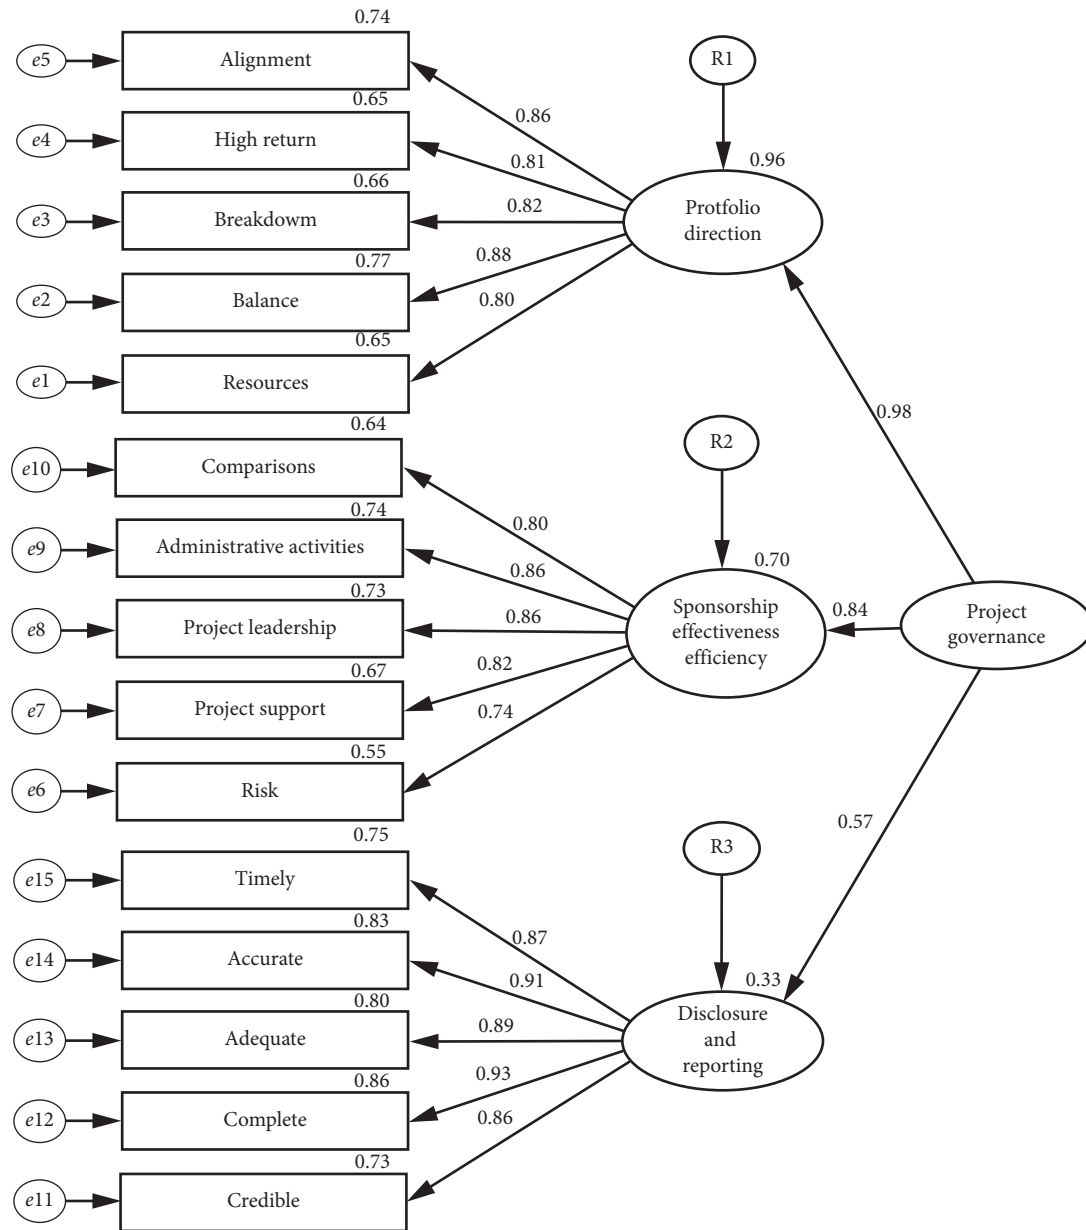 0.74
e5
Alignment
R1
0.65
0.86
e4
High return
0.81
0.96
0.66
e3
Breakdowm
0.82
Protfolio
direction
0.77
0.88
e2
Balance
0.80
0.65
e1
Resources
0.98
0.64
R2
e10
Comparisons
0.74
0.80
e9
Administrative activities
0.86
0.70
0.73
e8
Project leadership
0.86
Sponsorship
effectiveness
efficiency
0.84
Project
governance
0.67
0.82
e7
Project support
0.74
0.55
e6
Risk
0.57
0.75
R3
e15
Timely
0.83
0.87
e14
Accurate
0.91
0.33
0.80
e13
Adequate
0.89
Disclosure
and
reporting
0.86
0.93
e12
Complete
0.86
0.73
e11
Credible